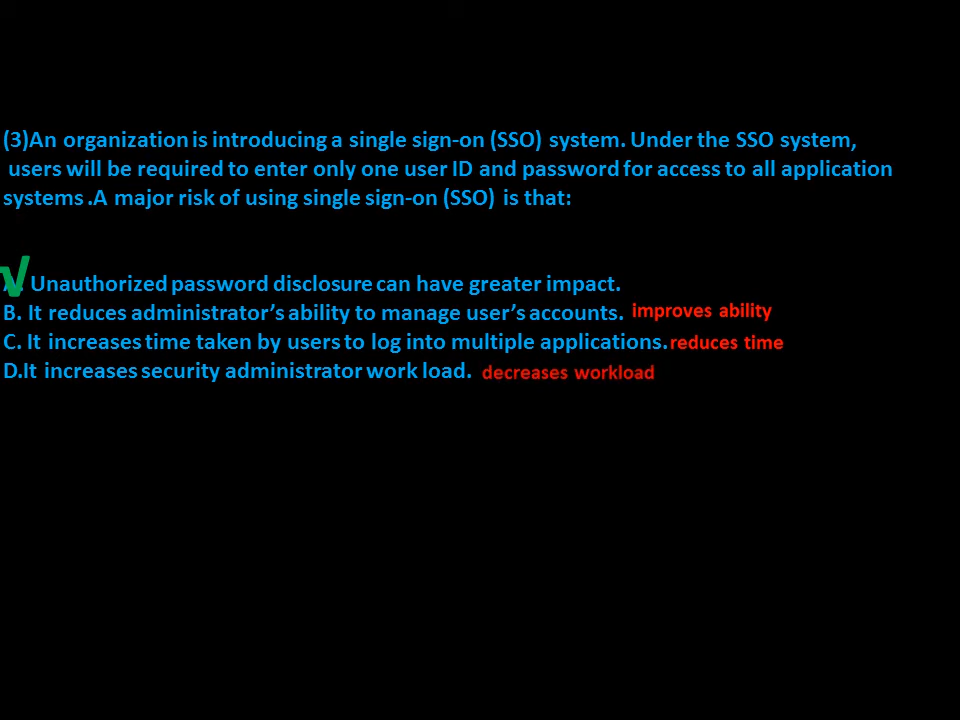 (3)An organization is introducing a single sign-on (SSO) system. Under the SSO system,
users will be required to enter only one user ID and password for access to all application
systems .A major risk of using single sign-on (SSO) is that:
√
A. Unauthorized password disclosure can have greater impact.
B. It reduces administrator’s ability to manage user’s accounts. improves ability
C. It increases time taken by users to log into multiple applications. reduces time
D.It increases security administrator work load. decreases workload